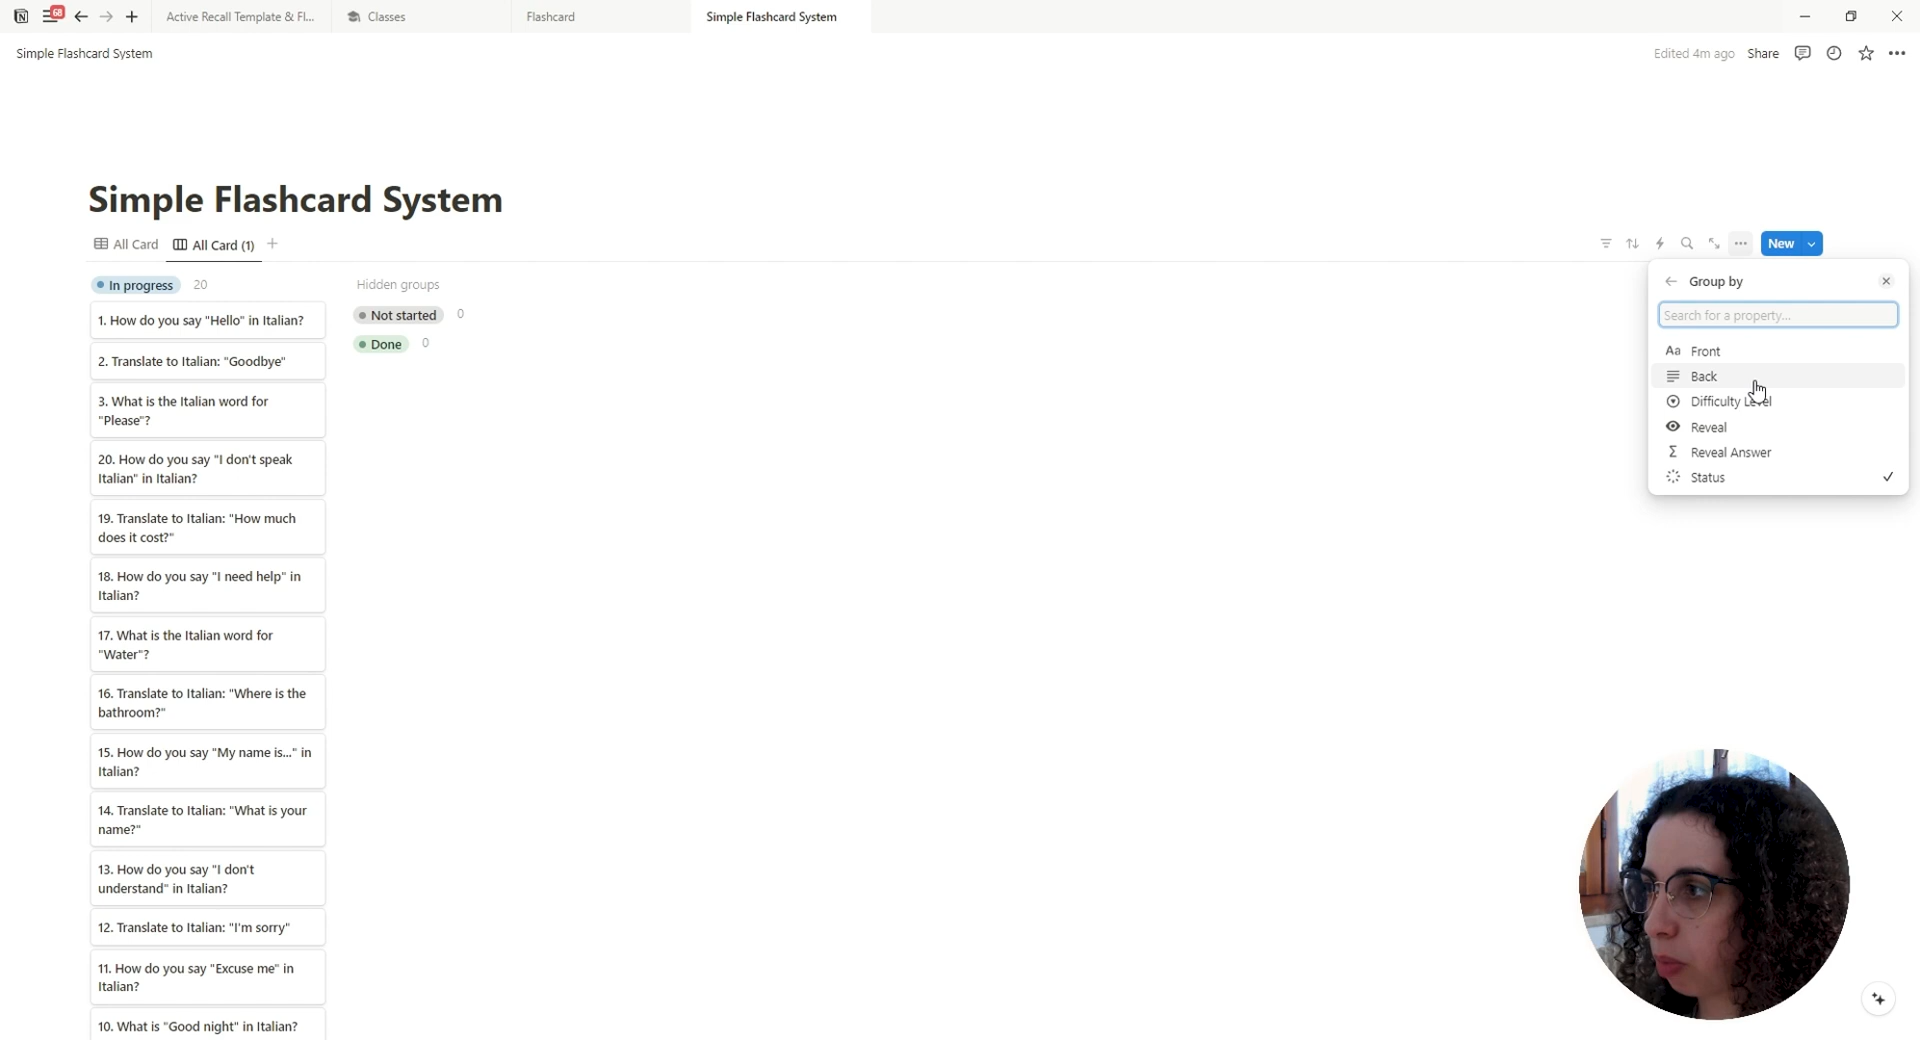 68
Active Recall Template & Fl...
Classes
Flashcard
Simple Flashcard System
Simple Flashcard System
Edited 4m ago
Share
Simple Flashcard System
All Card
All Card (1)
New
In progress 20
1. How do you say "Hello" in Italian?
2. Translate to Italian: "Goodbye"
3. What is the Italian word for
"Please"?
20. How do you say "I don't speak
Italian" in Italian?
19. Translate to Italian: "How much
does it cost?"
18. How do you say "I need help" in
Italian?
17. What is the Italian word for
"Water"?
16. Translate to Italian: "Where is the
bathroom?"
15. How do you say "My name is..." in
Italian?
14. Translate to Italian: "What is your
name?"
13. How do you say "I don't
understand" in Italian?
12. Translate to Italian: "I'm sorry"
11. How do you say "Excuse me" in
Italian?
10. What is "Good night" in Italian?
Hidden groups
Not started 0
Done 0
Group by
Search for a property...
Aa Front
Back
Difficulty Level
Reveal
Σ Reveal Answer
Status